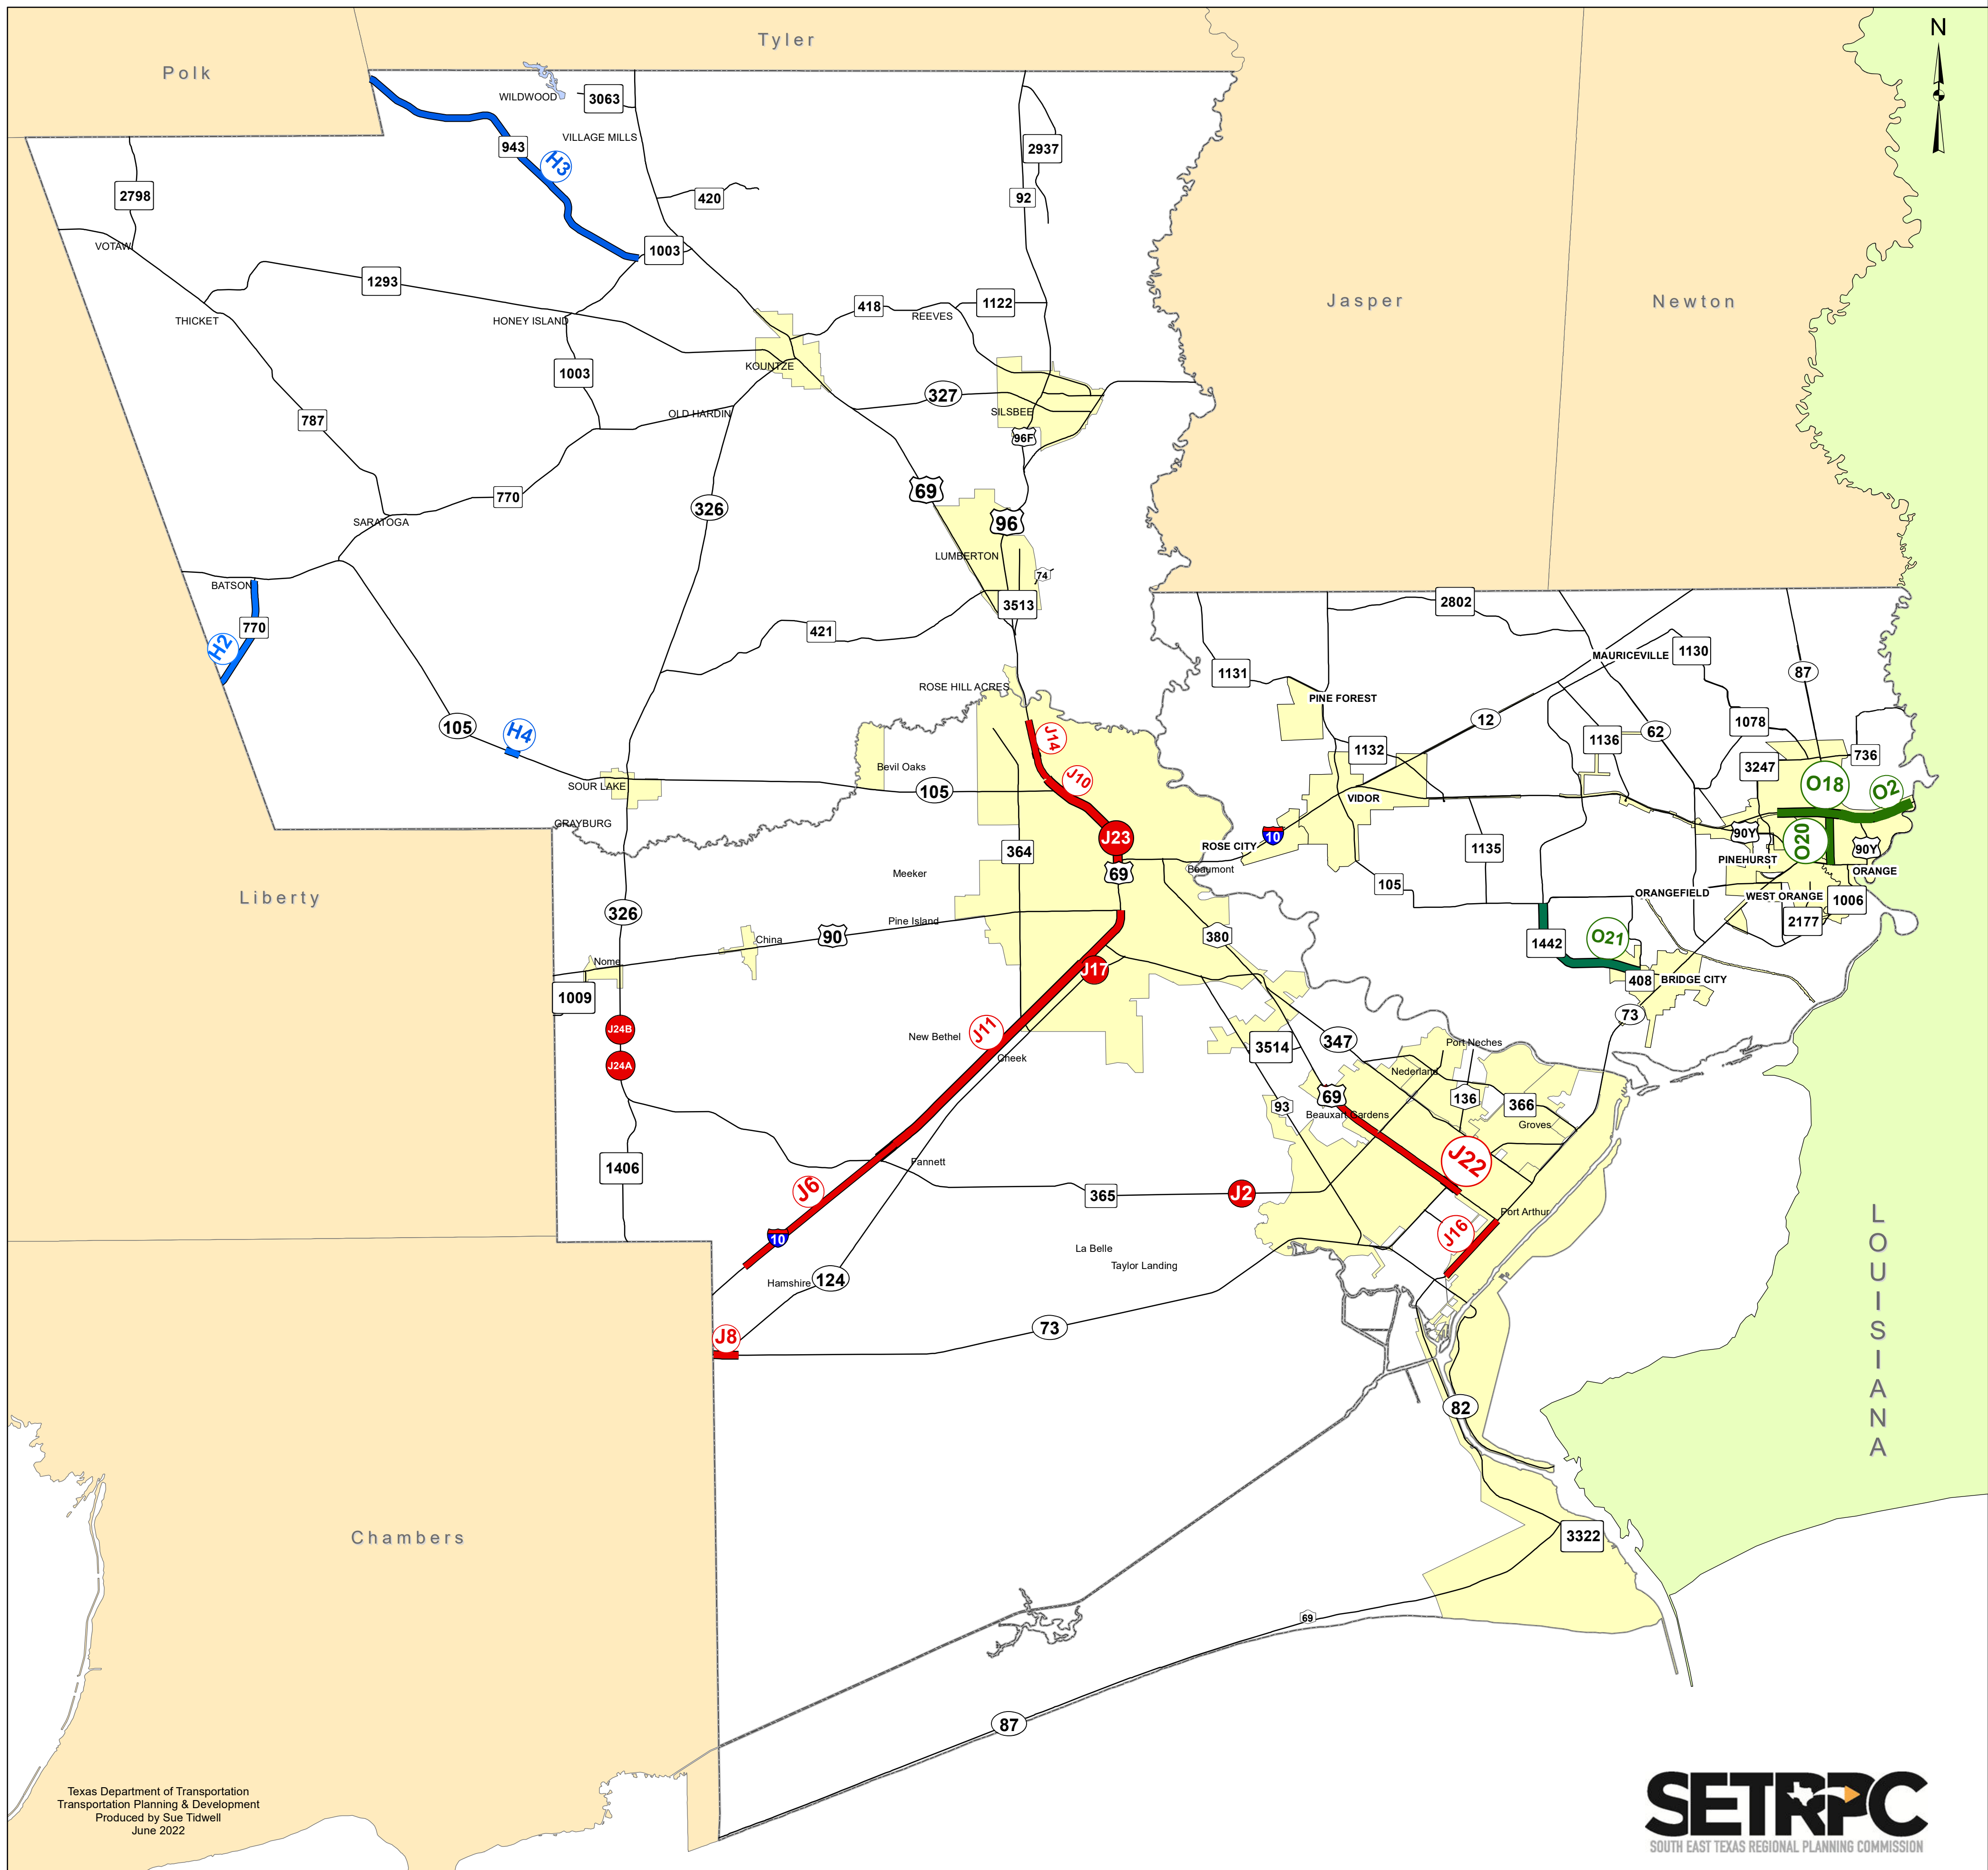 Tyler
Polk
N
WILDWOOD
3063
VILLAGE MILLS
943
H3
2937
2798
420
92
VOTAW
1003
1293
Jasper
Newton
THICKET
HONEY ISLAND
418
REEVES
1122
KOUNTZE
1003
327
OLD HARDIN
SILSBEE
787
96F
69
770
326
SARATOGA
96
LUMBERTON
74
BATSON
3513
2802
770
421
H2
MAURICEVILLE
1130
1131
87
ROSE HILL ACRES
PINE FOREST
105
H4
J14
12
62
1078
1136
1132
736
3247
Bevil Oaks
J10
SOUR LAKE
105
VIDOR
O18
O2
GRAYBURG
J23
10
90Y
O20
364
ROSE CITY
1135
90Y
PINEHURST
Liberty
Meeker
69
Beaumont
ORANGE
105
ORANGEFIELD
WEST ORANGE
1006
326
Pine Island
2177
China
90
380
1442
O21
Nome
J17
408
BRIDGE CITY
1009
73
J24B
New Bethel
J11
3514
347
Port Neches
Cheek
J24A
Nederland
69
136
93
366
Beauxart Gardens
Groves
1406
Fannett
J22
J6
365
J2
Port Arthur
J16
LOUISIANA
10
La Belle
Taylor Landing
Hamshire
124
J8
73
82
Chambers
3322
69
87
Texas Department of Transportation
Transportation Planning & Development
Produced by Sue Tidwell
June 2022
SETRPC
SOUTH EAST TEXAS REGIONAL PLANNING COMMISSION